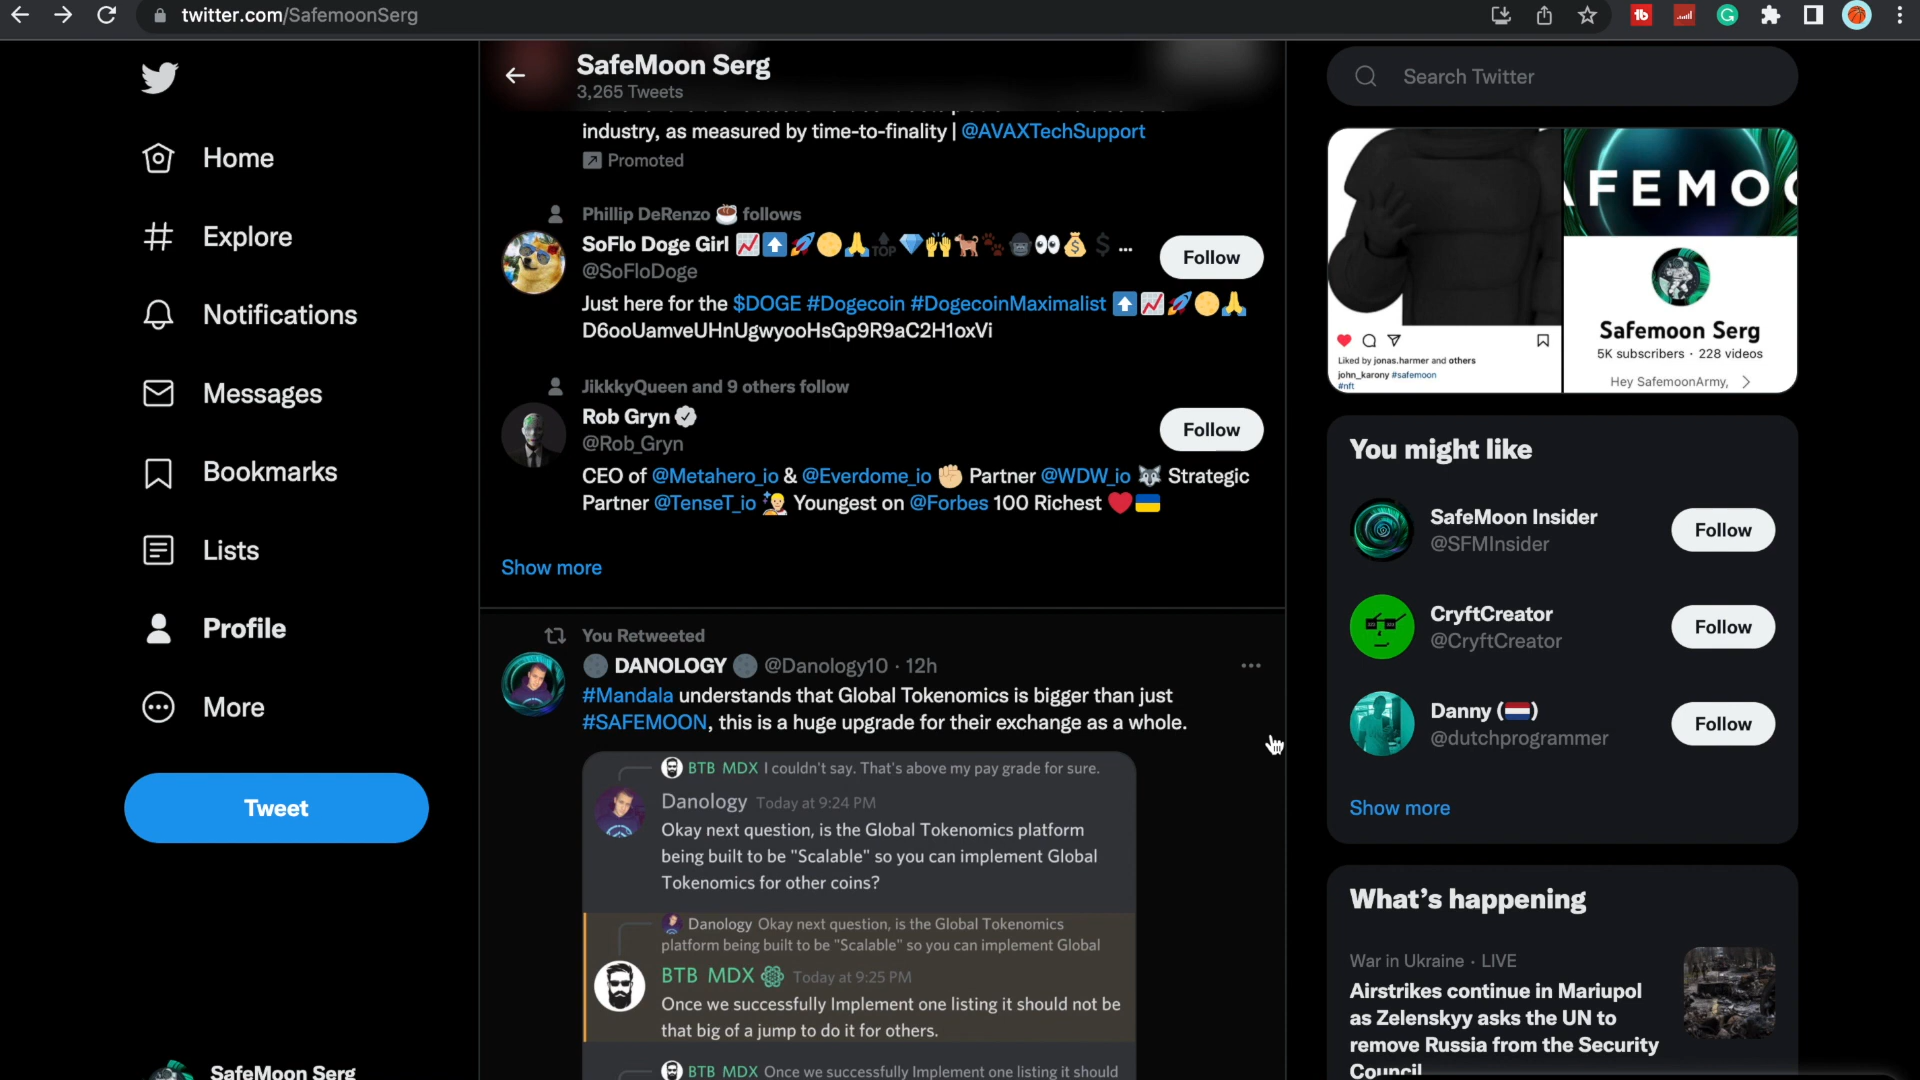 twitter.com/SafemoonSerg
SafeMoon Serg
3,265 Tweets
industry, as measured by time-to-finality | @AVAXTechSupport
Promoted
Home
Explore
Notifications
Messages
Bookmarks
Lists
Profile
More
Tweet
SafeMoon Serg
Phillip DeRenzo ☕ follows
SoFlo Doge Girl 📈⬆️🚀🌕🙏🔝💎🙌🐕🐾🦍👀💰💲...
@SoFloDoge
Follow
Just here for the $DOGE #Dogecoin #DogecoinMaximalist ⬆️📈🚀🌕🙏
D6ooUamveUHnUgwyooHsGp9R9aC2H1oxVi
JikkkyQueen and 9 others follow
Rob Gryn
@Rob_Gryn
Follow
CEO of @Metahero_io & @Everdome_io ✊🏼 Partner @WDW_io 🐺 Strategic
Partner @TenseT_io 👨‍🎤 Youngest on @Forbes 100 Richest ❤️🇺🇦
Show more
You Retweeted
🌑 DANOLOGY 🌑 @Danology10 · 12h
#Mandala understands that Global Tokenomics is bigger than just
#SAFEMOON, this is a huge upgrade for their exchange as a whole.
BTB MDX I couldn't say. That's above my pay grade for sure.
Danology Today at 9:24 PM
Okay next question, is the Global Tokenomics platform
being built to be "Scalable" so you can implement Global
Tokenomics for other coins?
Danology Okay next question, is the Global Tokenomics
platform being built to be "Scalable" so you can implement Global
BTB MDX Today at 9:25 PM
Once we successfully Implement one listing it should not be
that big of a jump to do it for others.
BTB MDX Once we successfully Implement one listing it should
Search Twitter
Liked by jonas.harmer and others
john_karony #safemoon
#nft
AFEMOO
Safemoon Serg
5K subscribers · 228 videos
Hey SafemoonArmy,
You might like
SafeMoon Insider
@SFMInsider
Follow
CryftCreator
@CryftCreator
Follow
Danny (🇳🇱)
@dutchprogrammer
Follow
Show more
What's happening
War in Ukraine · LIVE
Airstrikes continue in Mariupol
as Zelenskyy asks the UN to
remove Russia from the Security
Council